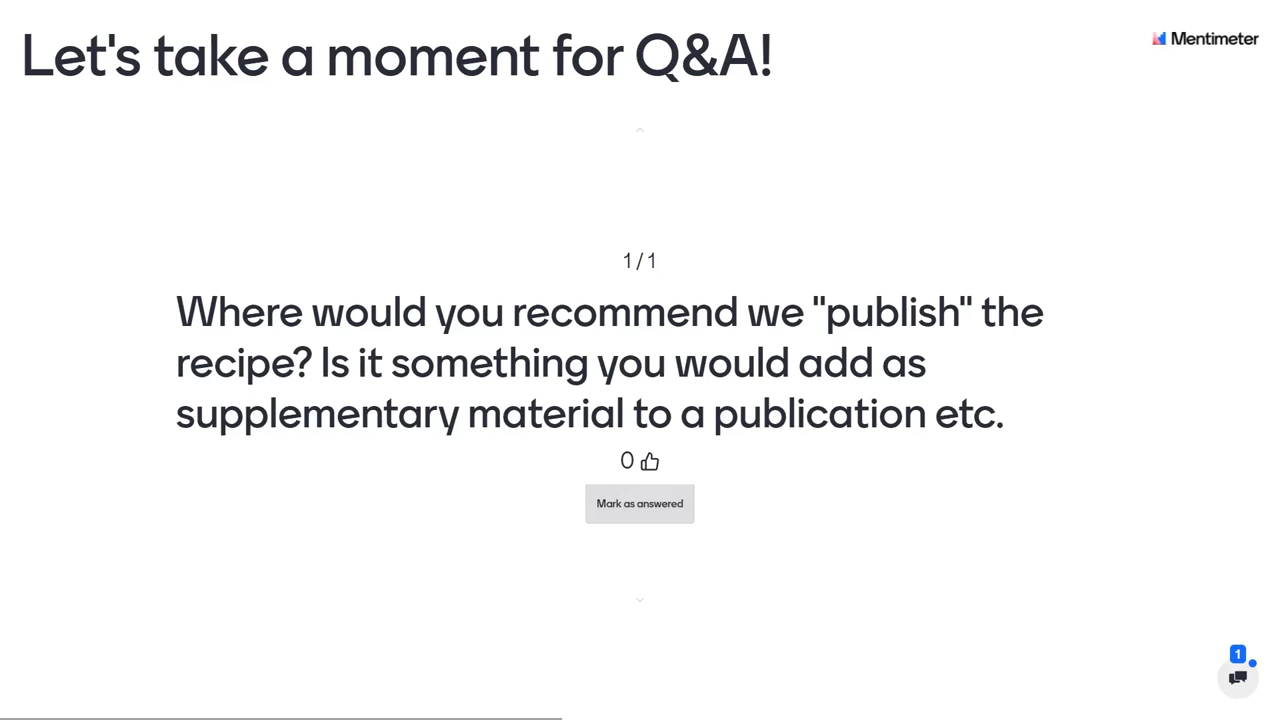 Let's take a moment for Q&A!
Mentimeter
1/1
Where would you recommend we "publish" the
recipe? Is it something you would add as
supplementary material to a publication etc.
0
Mark as answered
1